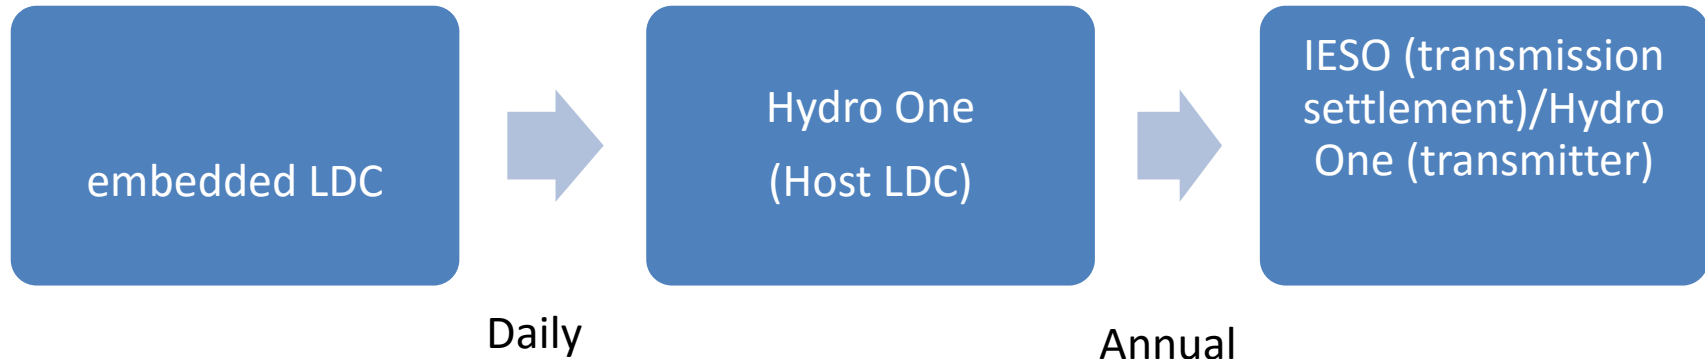 embedded LDC
Hydro One
(Host LDC)
IESO (transmission
settlement)/Hydro
One (transmitter)
Daily
Annual